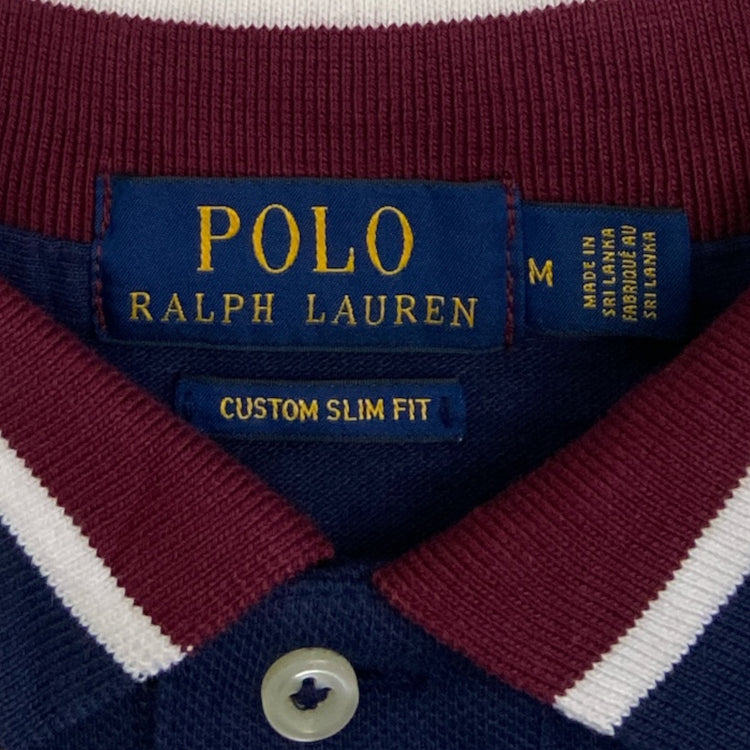 POLO
RALPH LAUREN
M
MADE IN
SRI LANKA
FABRIQUÉ AU
SRI LANKA
CUSTOM SLIM FIT